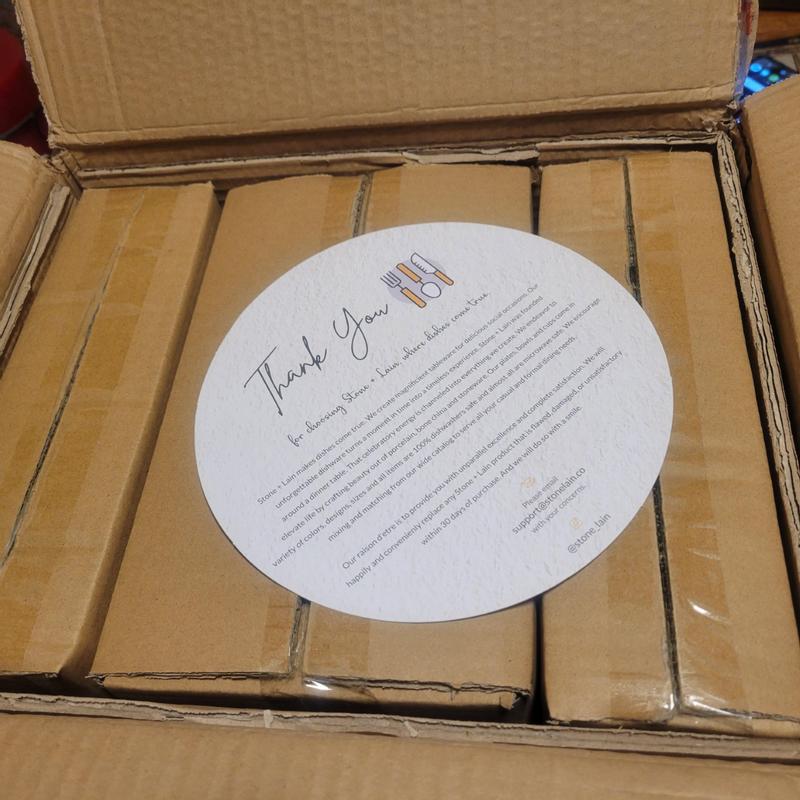 Thank You
for choosing Stone + Lain, where dishes come true.
Stone + Lain makes dishes come true. We create magnificent tableware for delicious social occasions. Our
unforgettable dishware turns a moment in time into a timeless experience. Stone + Lain was founded
around a dinner table. That celebratory energy is channeled into everything we create. We endeavor to
elevate life by crafting beauty out of porcelain, bone china and stoneware. Our plates, bowls and cups come in
variety of colors, designs, sizes and all items are 100% dishwashers safe and almost all are microwave safe. We encourage
mixing and matching from our wide catalog to serve all your casual and formal dining needs.
Our raison d'etre is to provide you with unparallel excellence and complete satisfaction. We will
happily and conveniently replace any Stone + Lain product that is flawed, damaged, or unsatisfactory
within 30 days of purchase. And we will do so with a smile.
Please email
support@stonelain.co
with your concerns.
@stone_lain